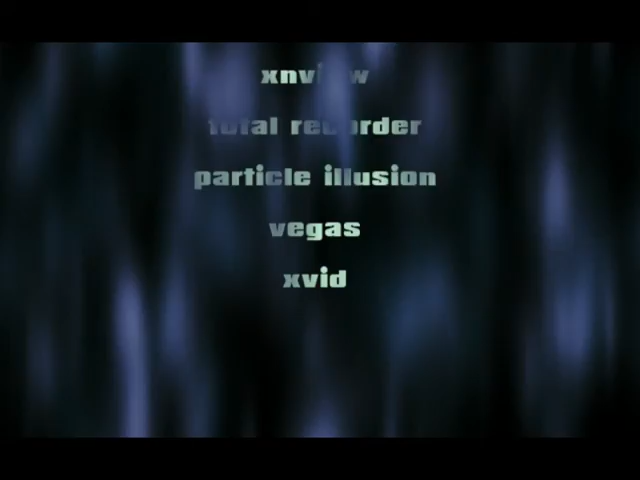 xnview
total recorder
particle illusion
vegas
xvid